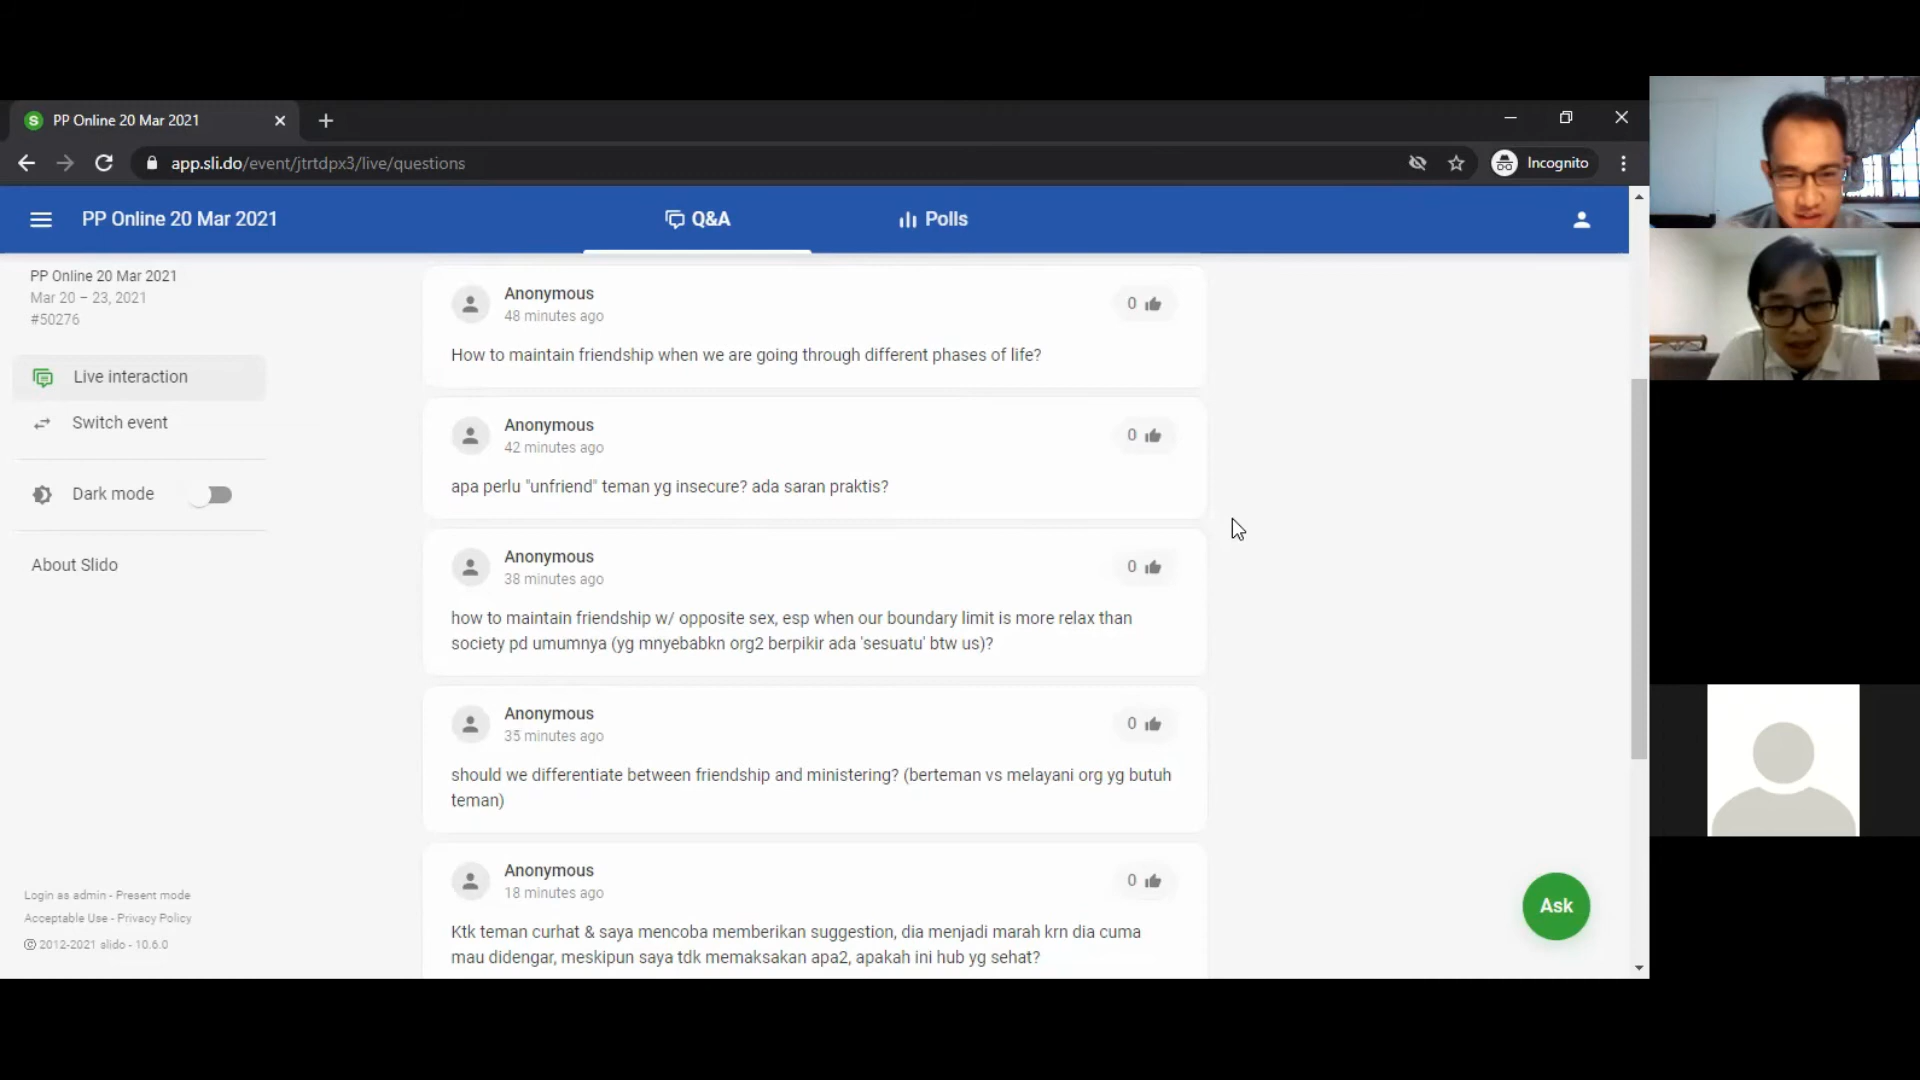 PP Online 20 Mar 2021
app.sli.do/event/jtrtdpx3/live/questions
Incognito
PP Online 20 Mar 2021
Q&A
Polls
PP Online 20 Mar 2021
Mar 20 – 23, 2021
#50276
Live interaction
Switch event
Dark mode
About Slido
Login as admin - Present mode
Acceptable Use - Privacy Policy
© 2012-2021 slido - 10.6.0
Anonymous
48 minutes ago
0
How to maintain friendship when we are going through different phases of life?
Anonymous
42 minutes ago
0
apa perlu "unfriend" teman yg insecure? ada saran praktis?
Anonymous
38 minutes ago
0
how to maintain friendship w/ opposite sex, esp when our boundary limit is more relax than
society pd umumnya (yg mnyebabkn org2 berpikir ada 'sesuatu' btw us)?
Anonymous
35 minutes ago
0
should we differentiate between friendship and ministering? (berteman vs melayani org yg butuh
teman)
Anonymous
18 minutes ago
0
Ktk teman curhat & saya mencoba memberikan suggestion, dia menjadi marah krn dia cuma
mau didengar, meskipun saya tdk memaksakan apa2, apakah ini hub yg sehat?
Ask